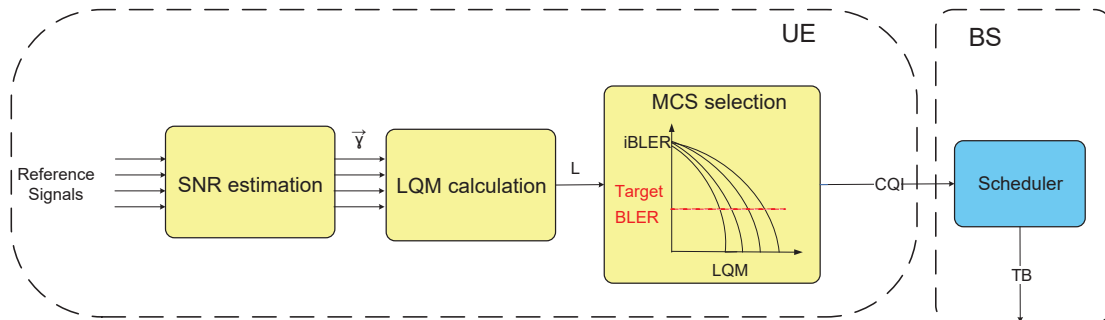 UE
BS
Reference
Signals
SNR estimation
γ
LQM calculation
L
MCS selection
iBLER
Target
BLER
LQM
CQI
Scheduler
TB